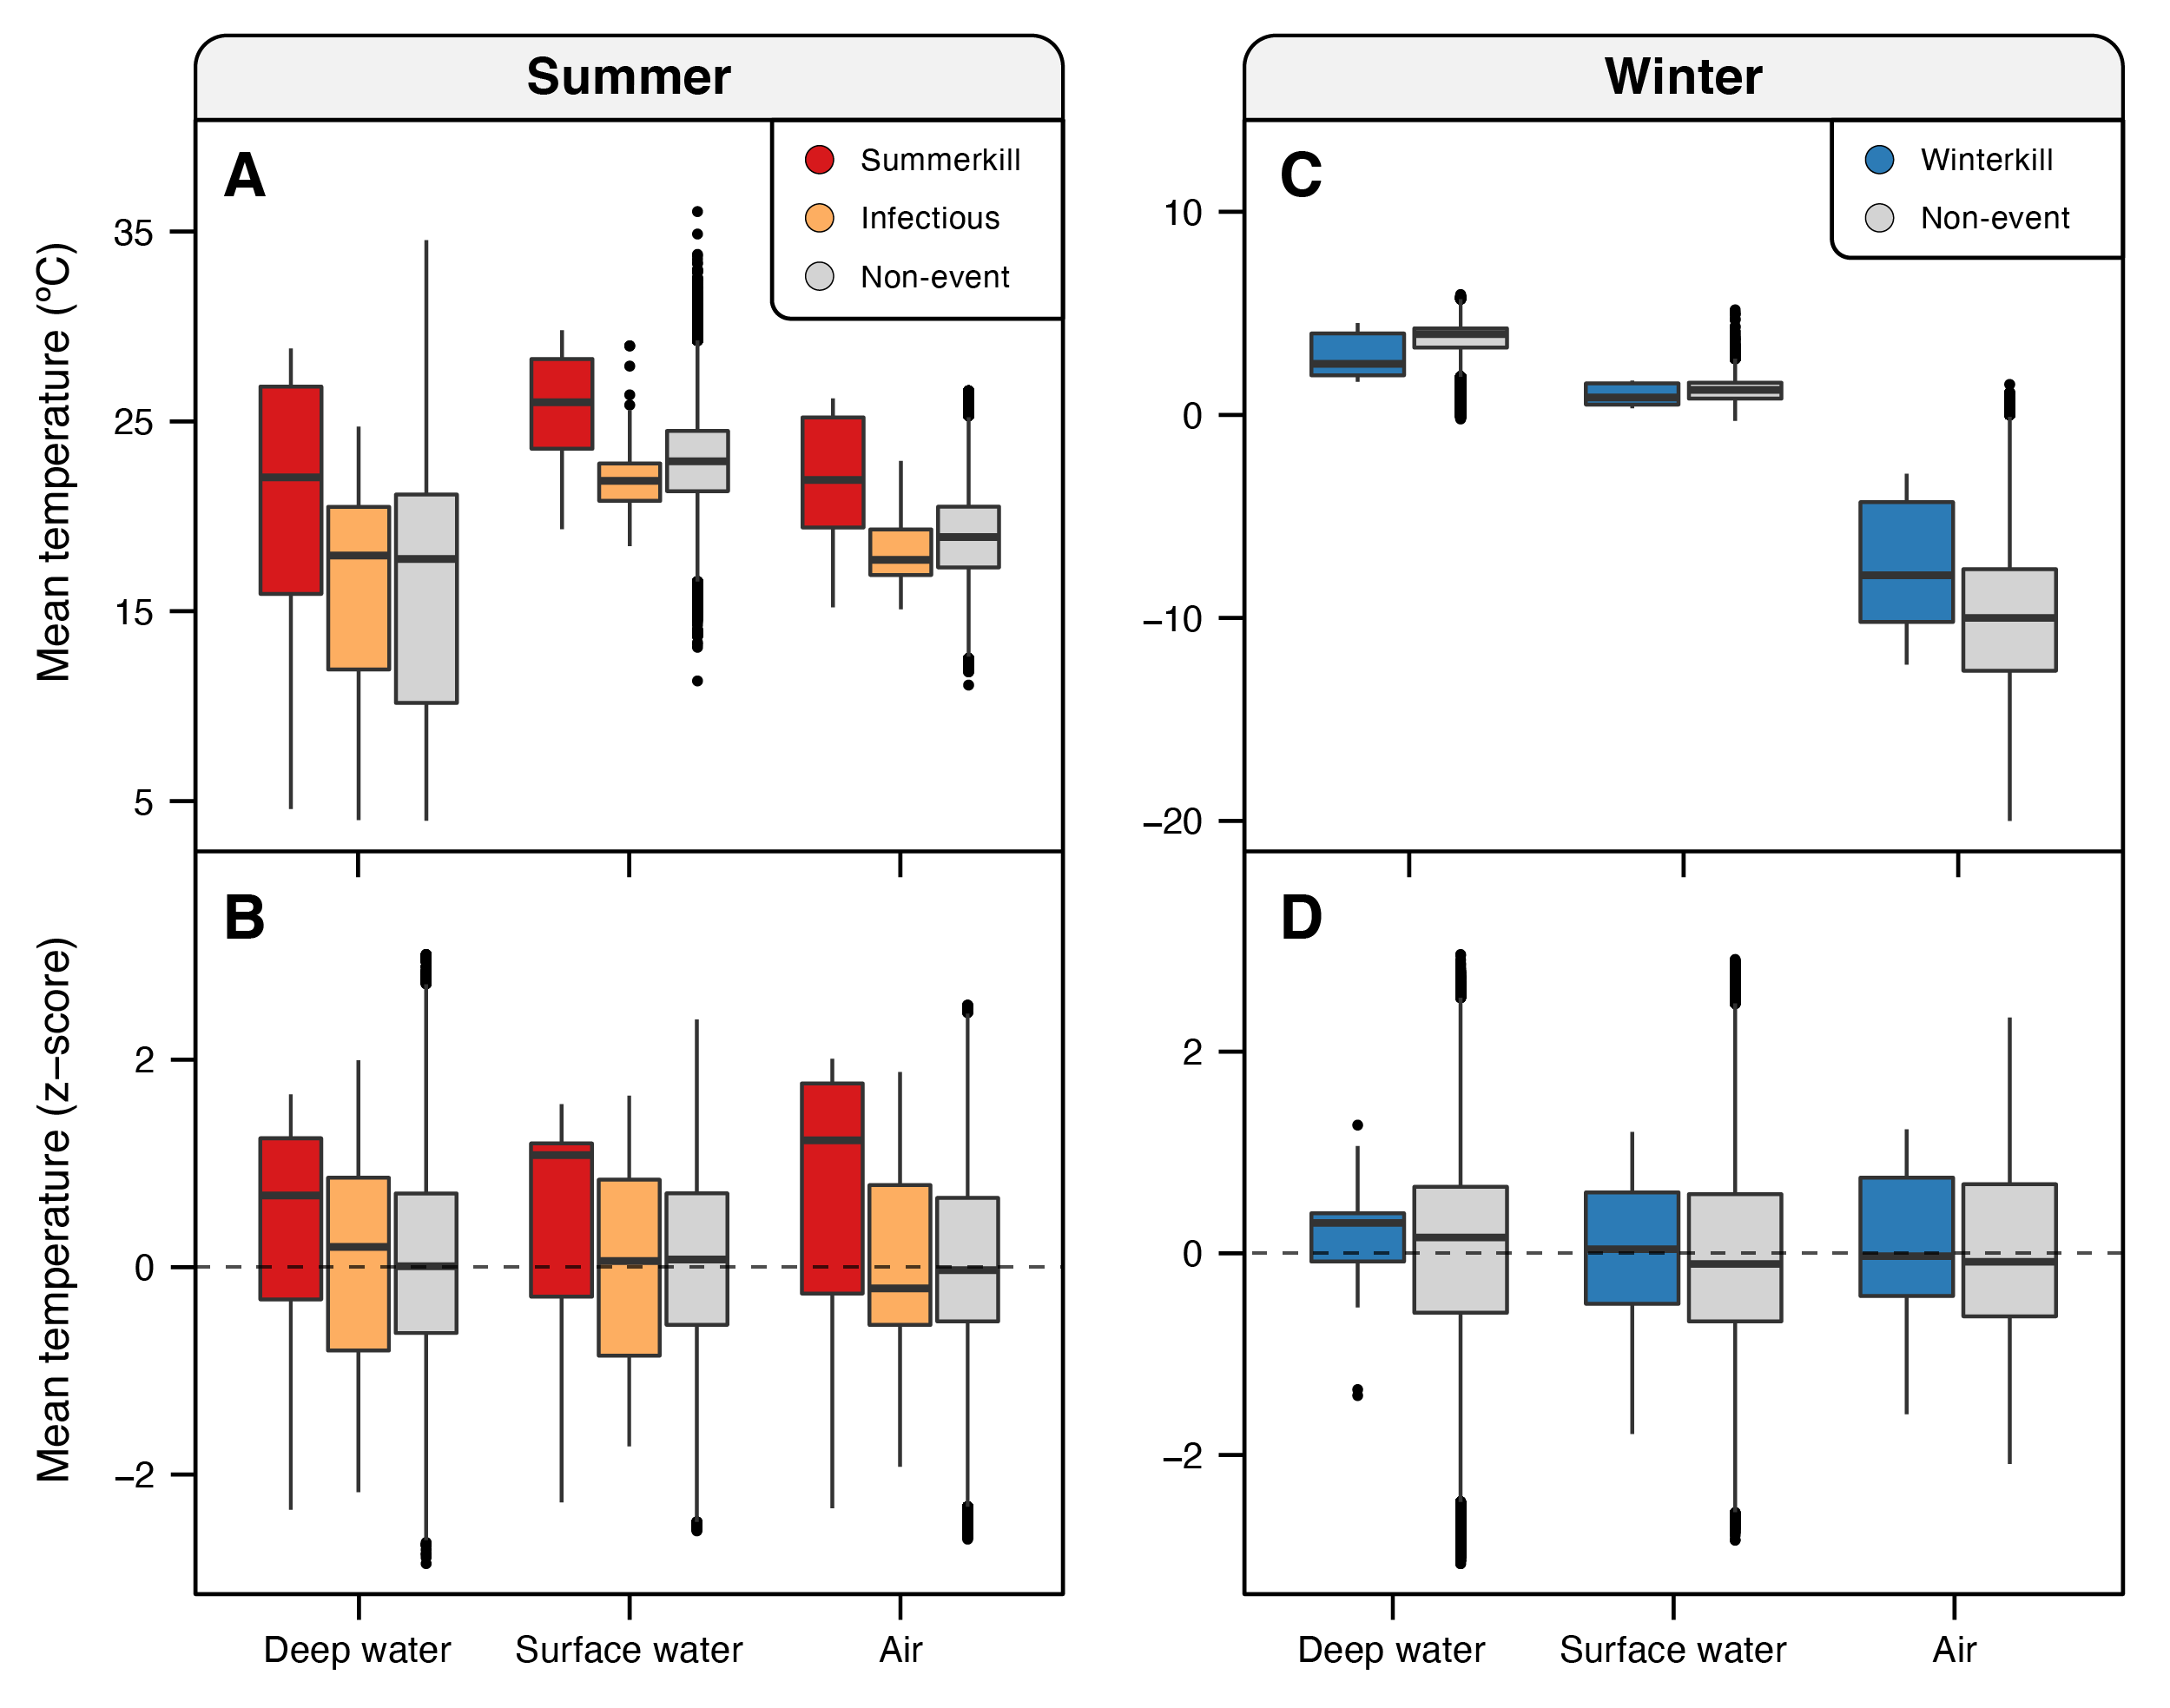 Summer
Winter
A
Summerkill
Infectious
Non-event
Mean temperature (ºC)
35
25
15
5
C
Winterkill
Non-event
10
0
−10
−20
B
Mean temperature (z−score)
2
0
−2
Deep water
Surface water
Air
D
2
0
−2
Deep water
Surface water
Air